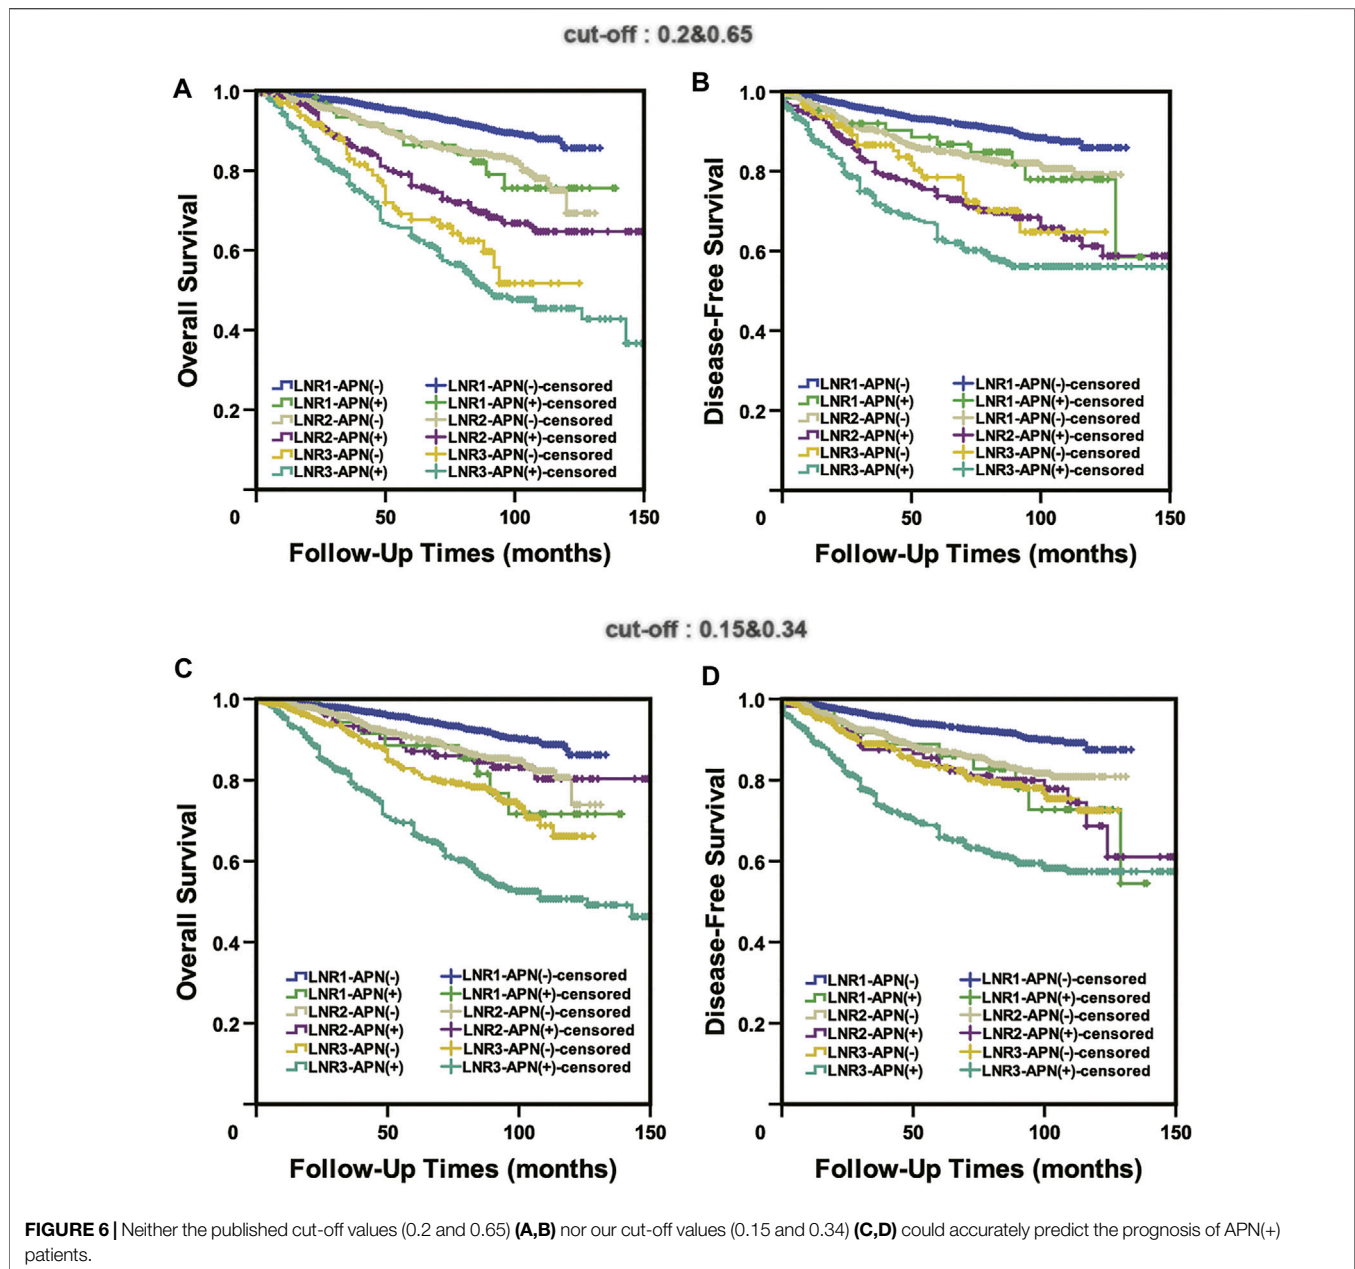 cut-off : 0.2&0.65
A
1.0
0.8
0.6
0.4
0.2
Overall Survival
LNR1-APN(-)
LNR1-APN(+)
LNR2-APN(-)
LNR2-APN(+)
LNR3-APN(-)
LNR3-APN(+)
LNR1-APN(-)-censored
LNR1-APN(+)-censored
LNR2-APN(-)-censored
LNR2-APN(+)-censored
LNR3-APN(-)-censored
LNR3-APN(+)-censored
0 50 100 150
Follow-Up Times (months)
B
1.0
0.8
0.6
0.4
0.2
Disease-Free Survival
LNR1-APN(-)
LNR1-APN(+)
LNR2-APN(-)
LNR2-APN(+)
LNR3-APN(-)
LNR3-APN(+)
LNR1-APN(-)-censored
LNR1-APN(+)-censored
LNR1-APN(-)-censored
LNR2-APN(+)-censored
LNR3-APN(-)-censored
LNR3-APN(+)-censored
0 50 100 150
Follow-Up Times (months)
cut-off : 0.15&0.34
C
1.0
0.8
0.6
0.4
0.2
Overall Survival
LNR1-APN(-)
LNR1-APN(+)
LNR2-APN(-)
LNR2-APN(+)
LNR3-APN(-)
LNR3-APN(+)
LNR1-APN(-)-censored
LNR1-APN(+)-censored
LNR2-APN(-)-censored
LNR2-APN(+)-censored
LNR3-APN(-)-censored
LNR3-APN(+)-censored
0 50 100 150
Follow-Up Times (months)
D
1.0
0.8
0.6
0.4
0.2
Disease-Free Survival
LNR1-APN(-)
LNR1-APN(+)
LNR2-APN(-)
LNR2-APN(+)
LNR3-APN(-)
LNR3-APN(+)
LNR1-APN(-)-censored
LNR1-APN(+)-censored
LNR2-APN(-)-censored
LNR2-APN(+)-censored
LNR3-APN(-)-censored
LNR3-APN(+)-censored
0 50 100 150
Follow-Up Times (months)
FIGURE 6 | Neither the published cut-off values (0.2 and 0.65) (A,B) nor our cut-off values (0.15 and 0.34) (C,D) could accurately predict the prognosis of APN(+)
patients.